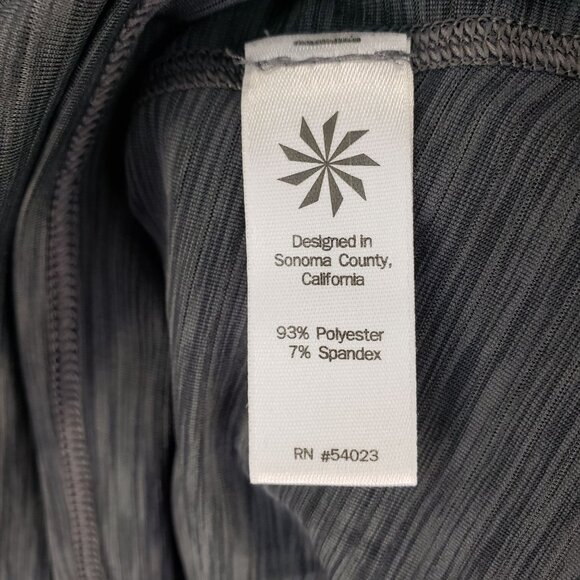 Designed in
Sonoma County,
California
93% Polyester
7% Spandex
RN #54023